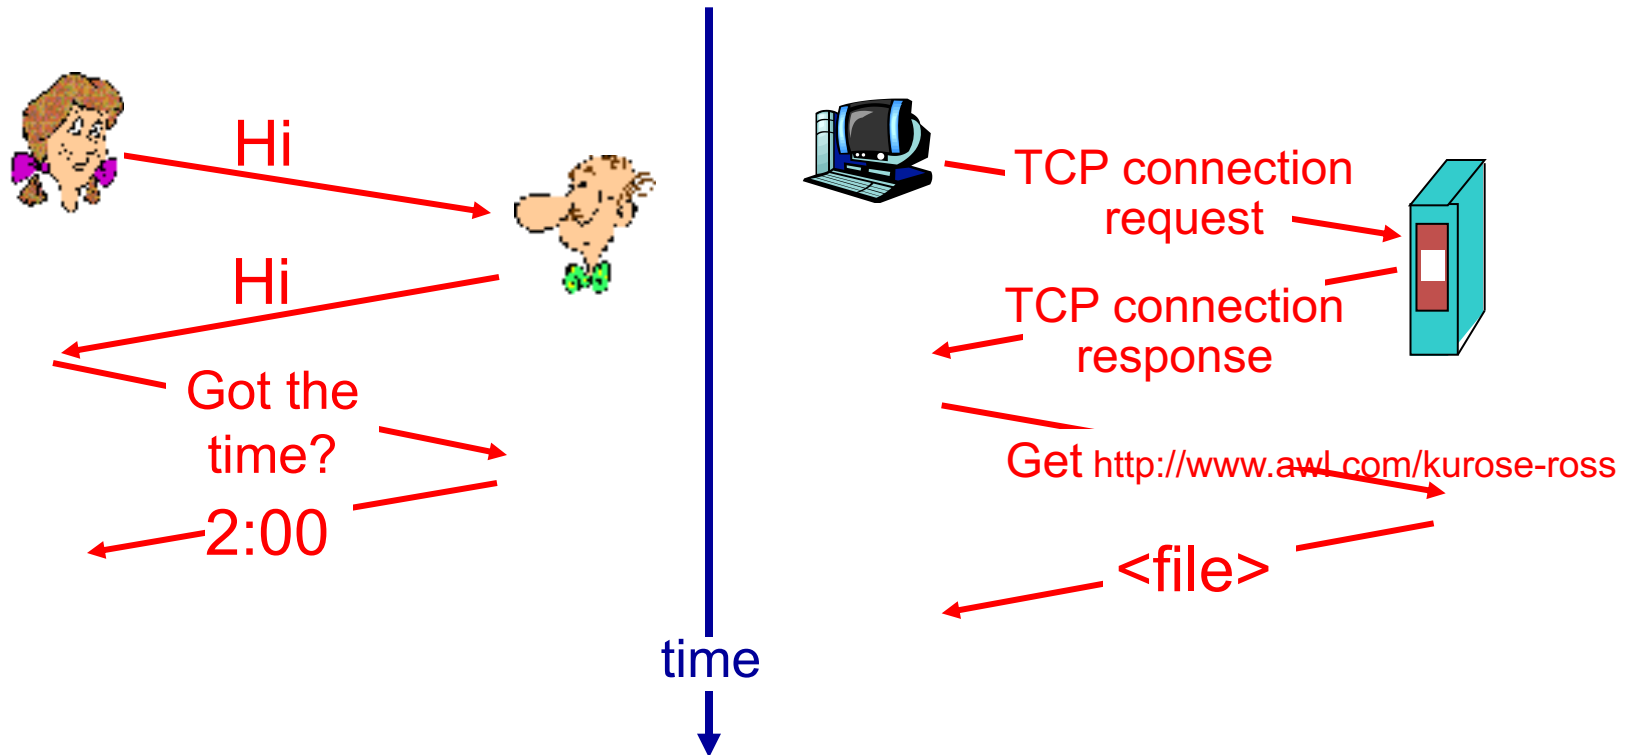 Hi
Hi
Got the
time?
2:00
time
TCP connection
request
TCP connection
response
Get http://www.awl.com/kurose-ross
<file>